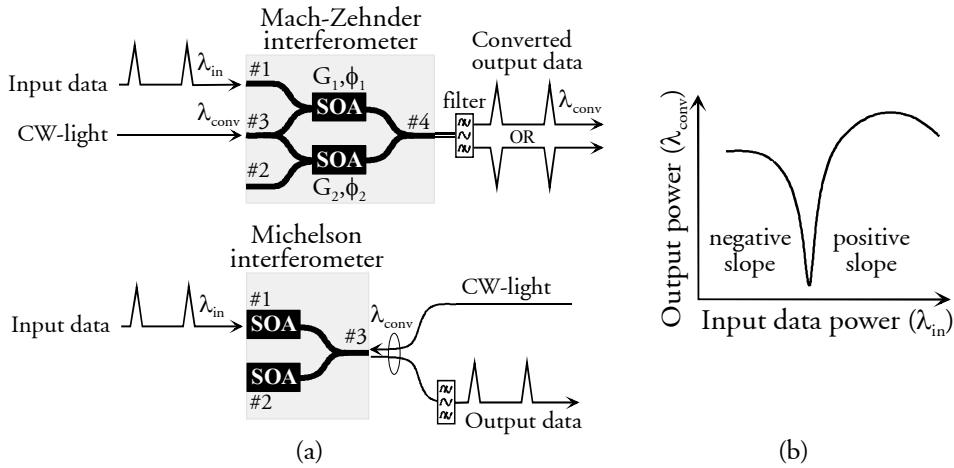 Mach-Zehnder
interferometer
Input data
λin
#1
G1,ϕ1
SOA
CW-light
λconv
#3
#4
filter
Converted
output data
λconv
OR
#2
SOA
G2,ϕ2
Michelson
interferometer
Input data
λin
#1
SOA
#3
SOA
#2
λconv
CW-light
Output data
(a)
Output power (λconv)
negative
slope
positive
slope
Input data power (λin)
(b)